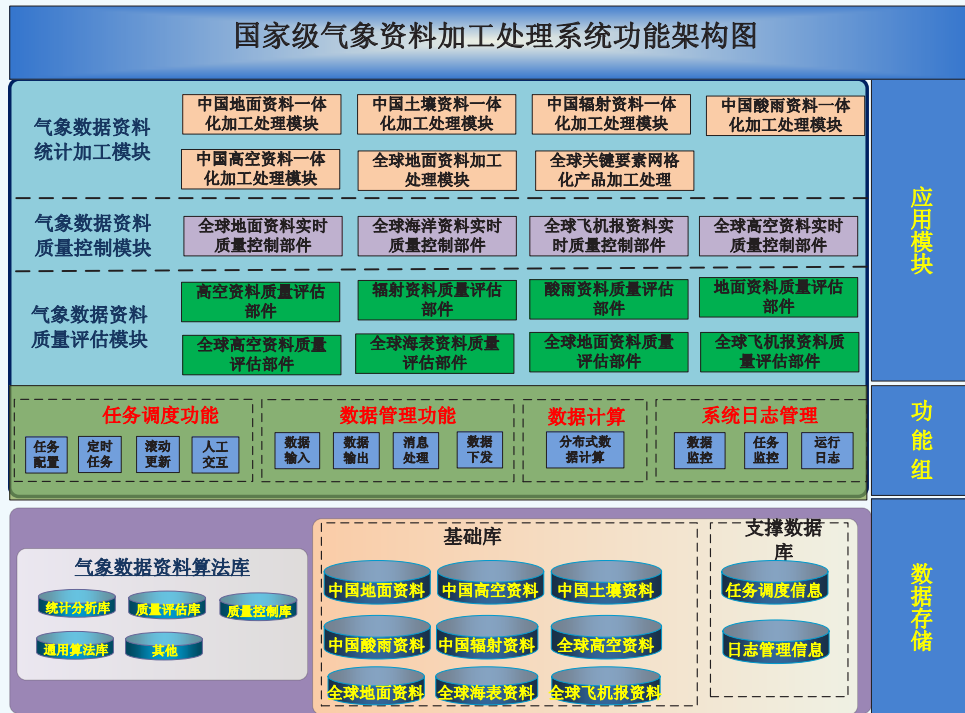 国家级气象资料加工处理系统功能架构图
气象数据资料
统计加工模块
中国地面资料一体
化加工处理模块
中国土壤资料一体
化加工处理模块
中国辐射资料一体
化加工处理模块
中国酸雨资料一体
化加工处理模块
中国高空资料一体
化加工处理模块
全球地面资料加工
处理模块
全球关键要素网格
化产品加工处理
气象数据资料
质量控制模块
全球地面资料实时
质量控制部件
全球海洋资料实时
质量控制部件
全球飞机报资料实
时质量控制部件
全球高空资料实时
质量控制部件
气象数据资料
质量评估模块
高空资料质量评估
部件
辐射资料质量评估
部件
酸雨资料质量评估
部件
地面资料质量评估
部件
全球高空资料质量
评估部件
全球海表资料质量
评估部件
全球地面资料质量
评估部件
全球飞机报资料质
量评估部件
应用模块
任务调度功能
任务
配置
定时
任务
滚动
更新
人工
交互
数据管理功能
数据
输入
数据
输出
消息
处理
数据
下发
数据计算
分布式数
据计算
系统日志管理
数据
监控
任务
监控
运行
日志
功能组
气象数据资料算法库
统计分析库
质量评估库
质量控制库
通用算法库
其他
基础库
中国地面资料
中国高空资料
中国土壤资料
中国酸雨资料
中国辐射资料
全球高空资料
全球地面资料
全球海表资料
全球飞机报资料
支撑数据
库
任务调度信息
日志管理信息
数据存储